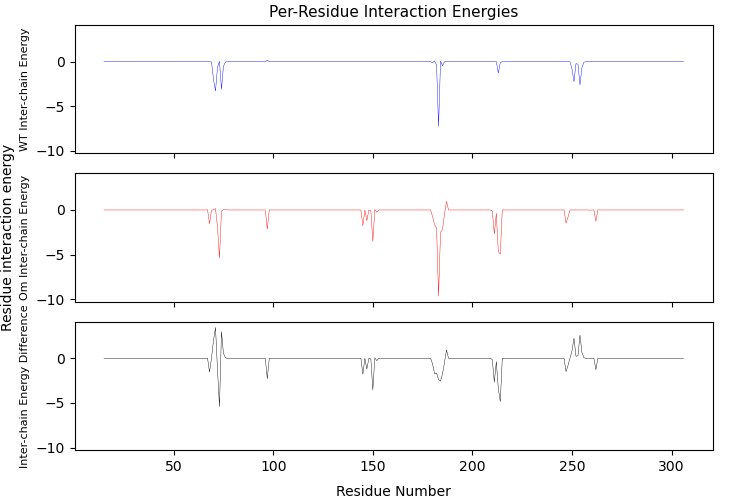 Per-Residue Interaction Energies
WT Inter-chain Energy
0
−5
−10
Residue interaction energy
Om Inter-chain Energy
0
−5
−10
Inter-chain Energy Difference
0
−5
−10
50
100
150
200
250
300
Residue Number